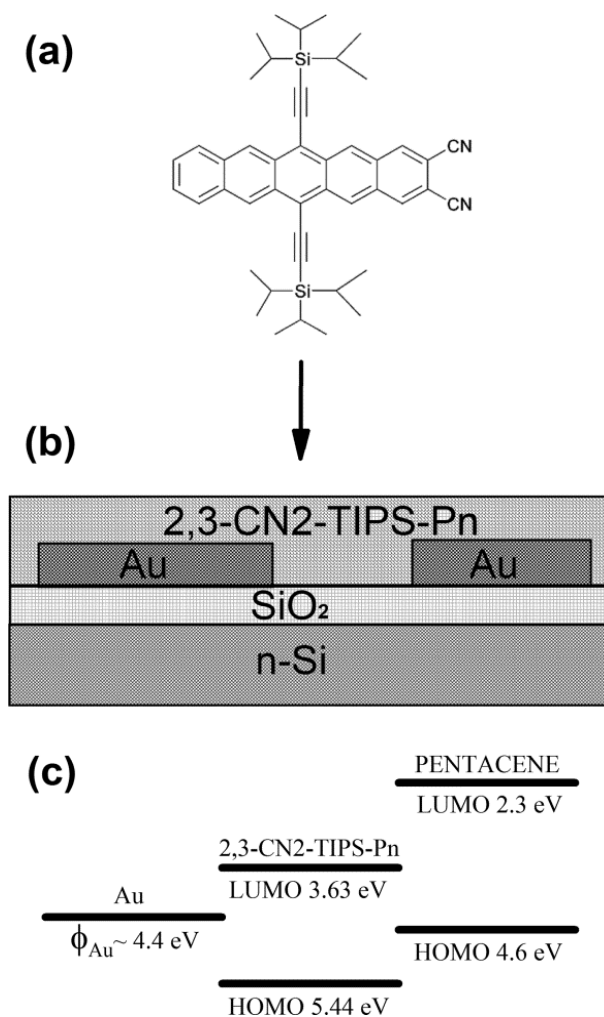 (a)
Si
CN
CN
Si
(b)
2,3-CN2-TIPS-Pn
Au
Au
SiO₂
n-Si
(c)
PENTACENE
LUMO 2.3 eV
2,3-CN2-TIPS-Pn
LUMO 3.63 eV
Au
ϕAu~ 4.4 eV
HOMO 4.6 eV
HOMO 5.44 eV